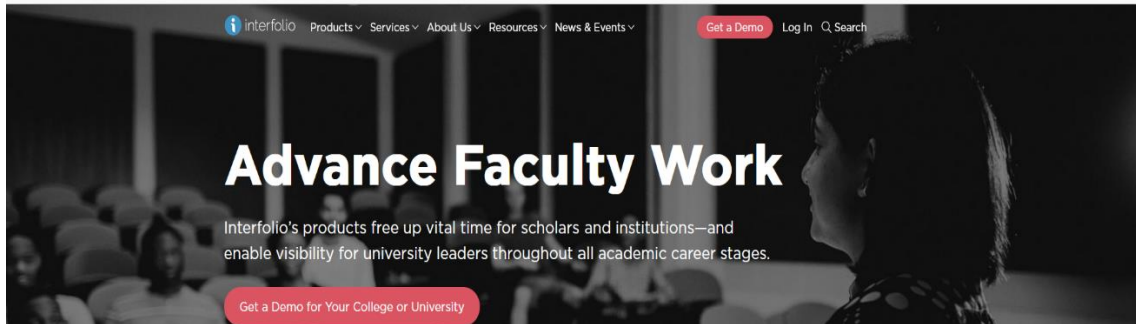 interfolio Products Services About Us Resources News & Events Get a Demo Log In Search
Advance Faculty Work
Interfolio's products free up vital time for scholars and institutions—and
enable visibility for university leaders throughout all academic career stages.
Get a Demo for Your College or University